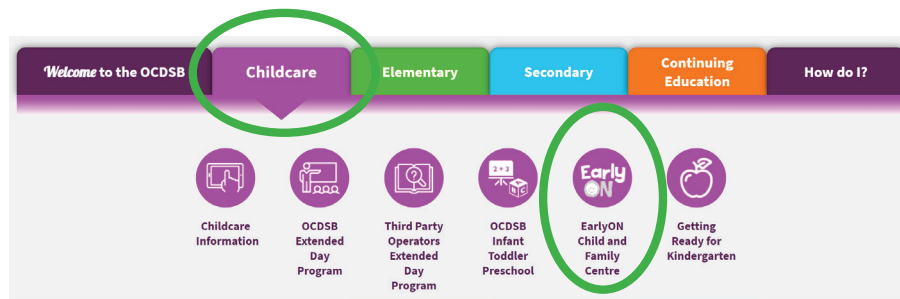 Welcome to the OCDSB
Childcare
Elementary
Secondary
Continuing
Education
How do I?
2 + 3
B C
Early
ON
Childcare
Information
OCDSB
Extended
Day
Program
Third Party
Operators
Extended
Day
Program
OCDSB
Infant
Toddler
Preschool
EarlyON
Child and
Family
Centre
Getting
Ready for
Kindergarten